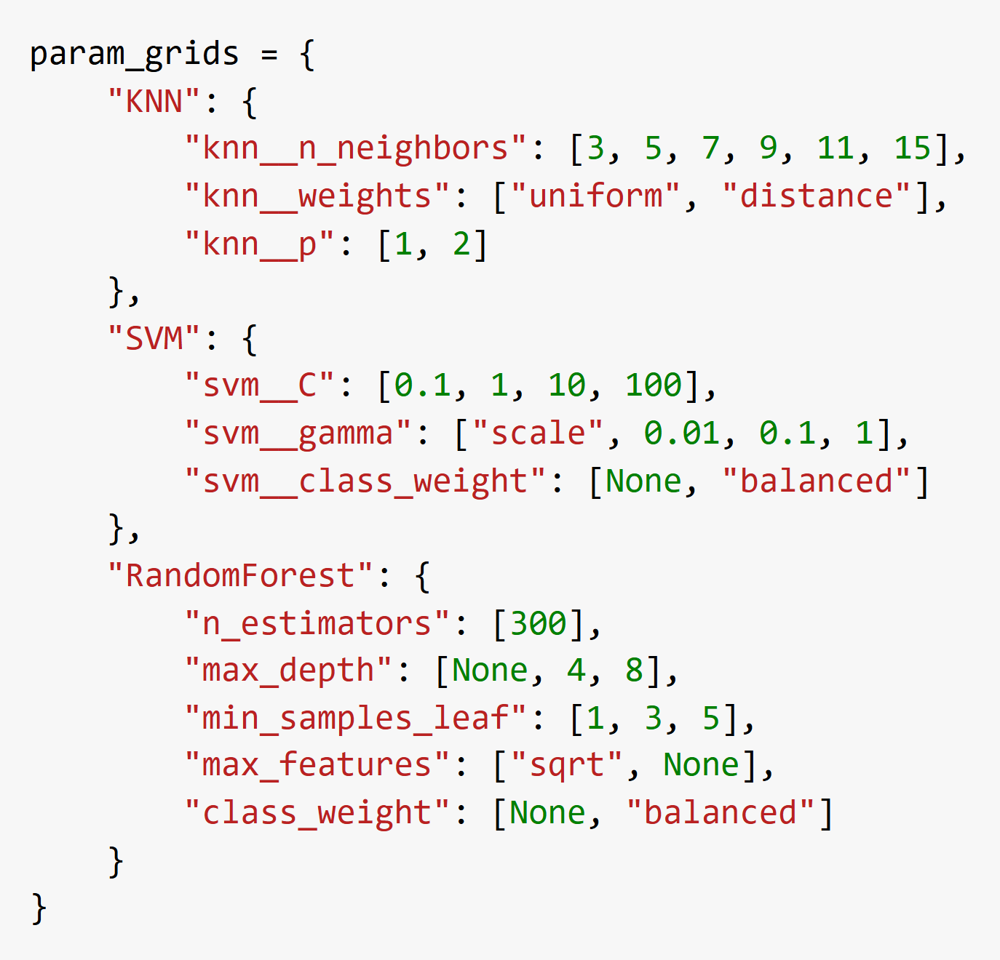 param_grids = {
    "KNN": {
        "knn__n_neighbors": [3, 5, 7, 9, 11, 15],
        "knn__weights": ["uniform", "distance"],
        "knn__p": [1, 2]
    },
    "SVM": {
        "svm__C": [0.1, 1, 10, 100],
        "svm__gamma": ["scale", 0.01, 0.1, 1],
        "svm__class_weight": [None, "balanced"]
    },
    "RandomForest": {
        "n_estimators": [300],
        "max_depth": [None, 4, 8],
        "min_samples_leaf": [1, 3, 5],
        "max_features": ["sqrt", None],
        "class_weight": [None, "balanced"]
    }
}